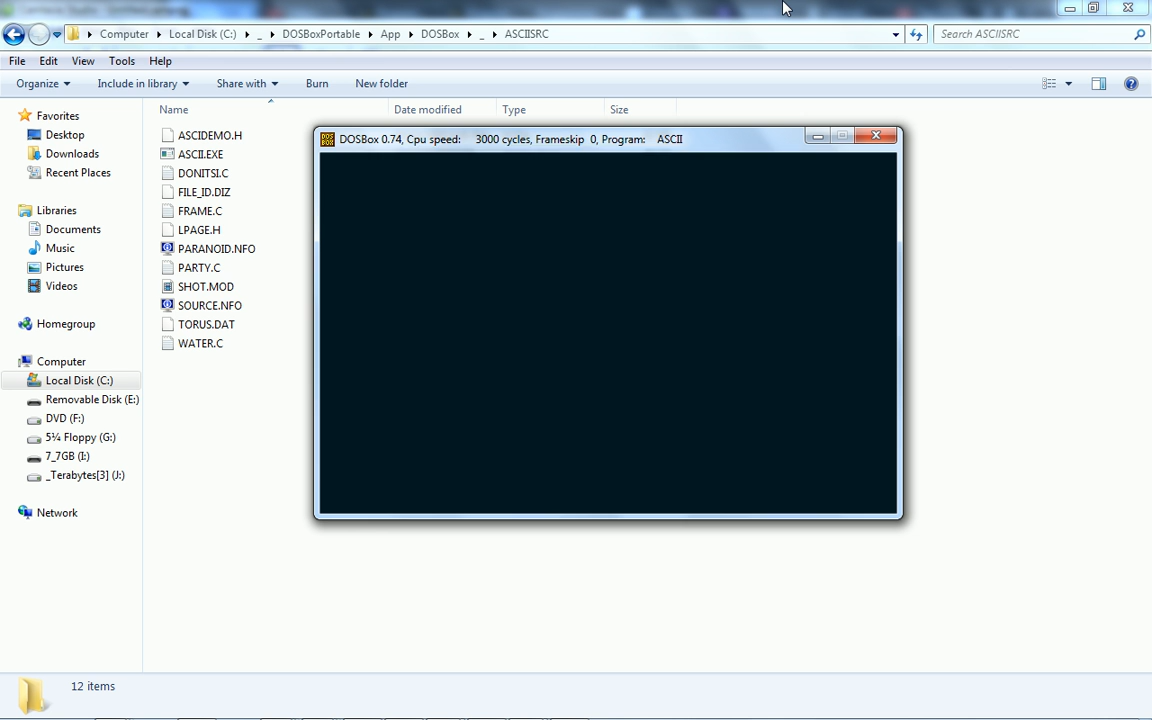 Computer Local Disk (C:) _ DOSBoxPortable App DOSBox _ ASCIISRC
Search ASCIISRC
File Edit View Tools Help
Organize Include in library Share with Burn New folder
Name Date modified Type Size
Favorites
Desktop
Downloads
Recent Places
Libraries
Documents
Music
Pictures
Videos
Homegroup
Computer
Local Disk (C:)
Removable Disk (E:)
DVD (F:)
5¼ Floppy (G:)
7_7GB (I:)
_Terabytes[3] (J:)
Network
ASCIDEMO.H
ASCII.EXE
DONITSI.C
FILE_ID.DIZ
FRAME.C
LPAGE.H
PARANOID.NFO
PARTY.C
SHOT.MOD
SOURCE.NFO
TORUS.DAT
WATER.C
DOSBox 0.74, Cpu speed: 3000 cycles, Frameskip 0, Program: ASCII
12 items